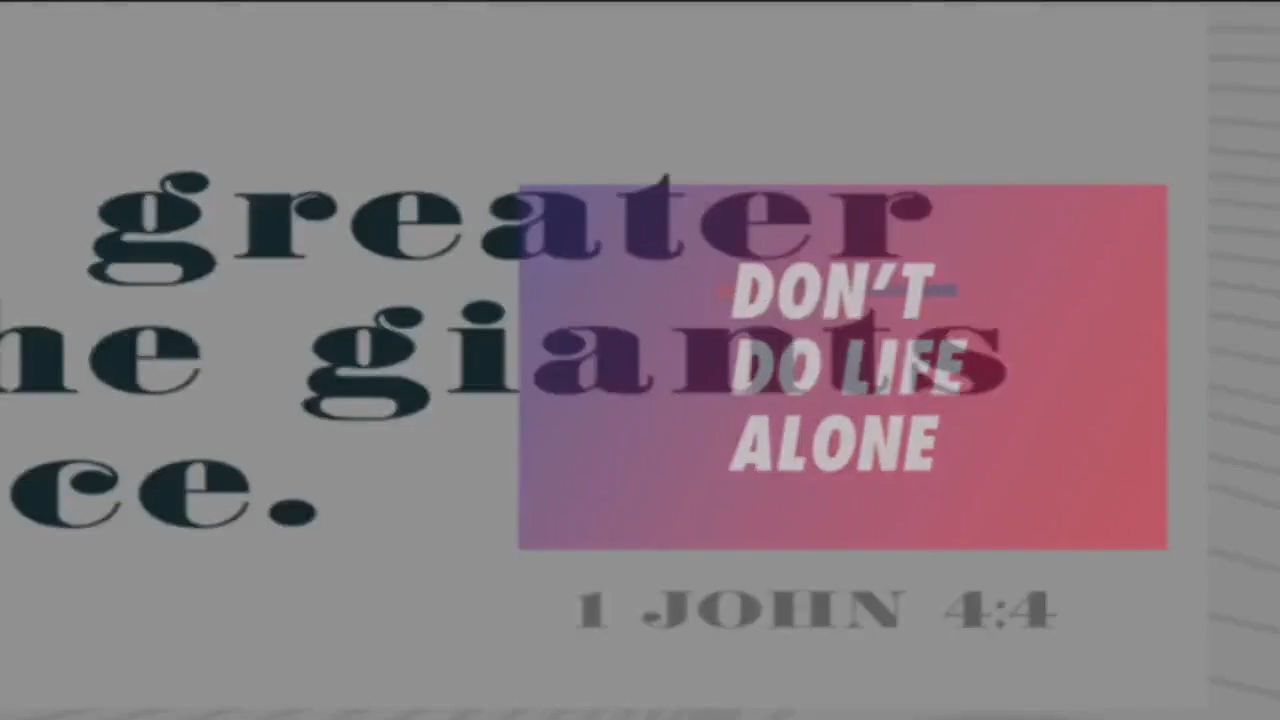 greater
he giants
ce.
DON'T
DO LIFE
ALONE
1 JOHN 4:4